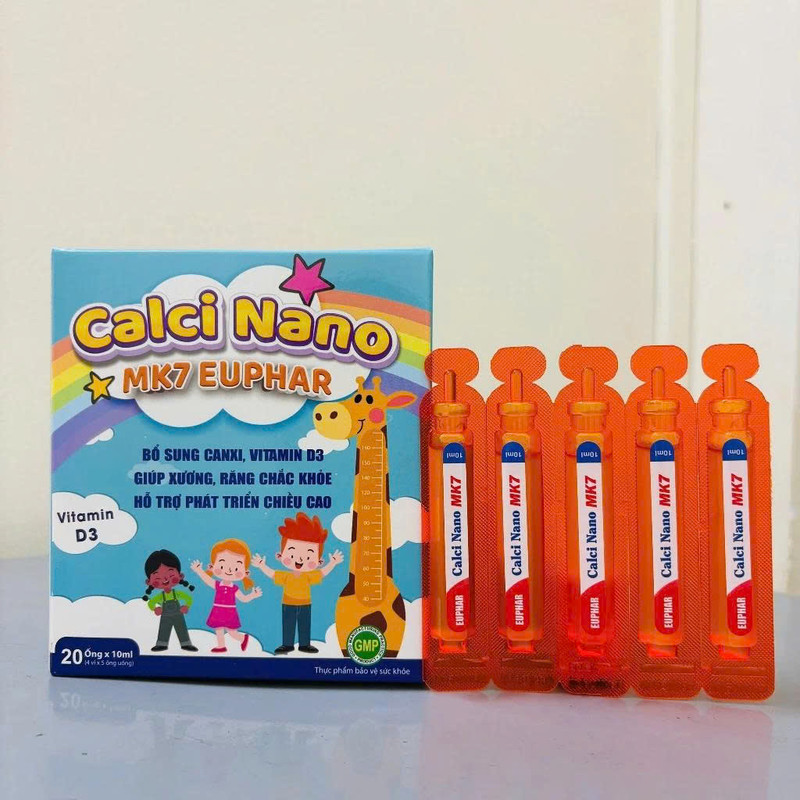 Calci Nano
MK7 EUPHAR
BỔ SUNG CANXI, VITAMIN D3
GIÚP XƯƠNG, RĂNG CHẮC KHỎE
HỖ TRỢ PHÁT TRIỂN CHIỀU CAO
Vitamin
D3
GMP
20 Ống x 10ml
(4 vỉ x 5 ống uống)
Thực phẩm bảo vệ sức khỏe
EUPHAR Calci Nano MK7 10ml
EUPHAR Calci Nano MK7 10ml
EUPHAR Calci Nano MK7 10ml
EUPHAR Calci Nano MK7 10ml
EUPHAR Calci Nano MK7 10ml